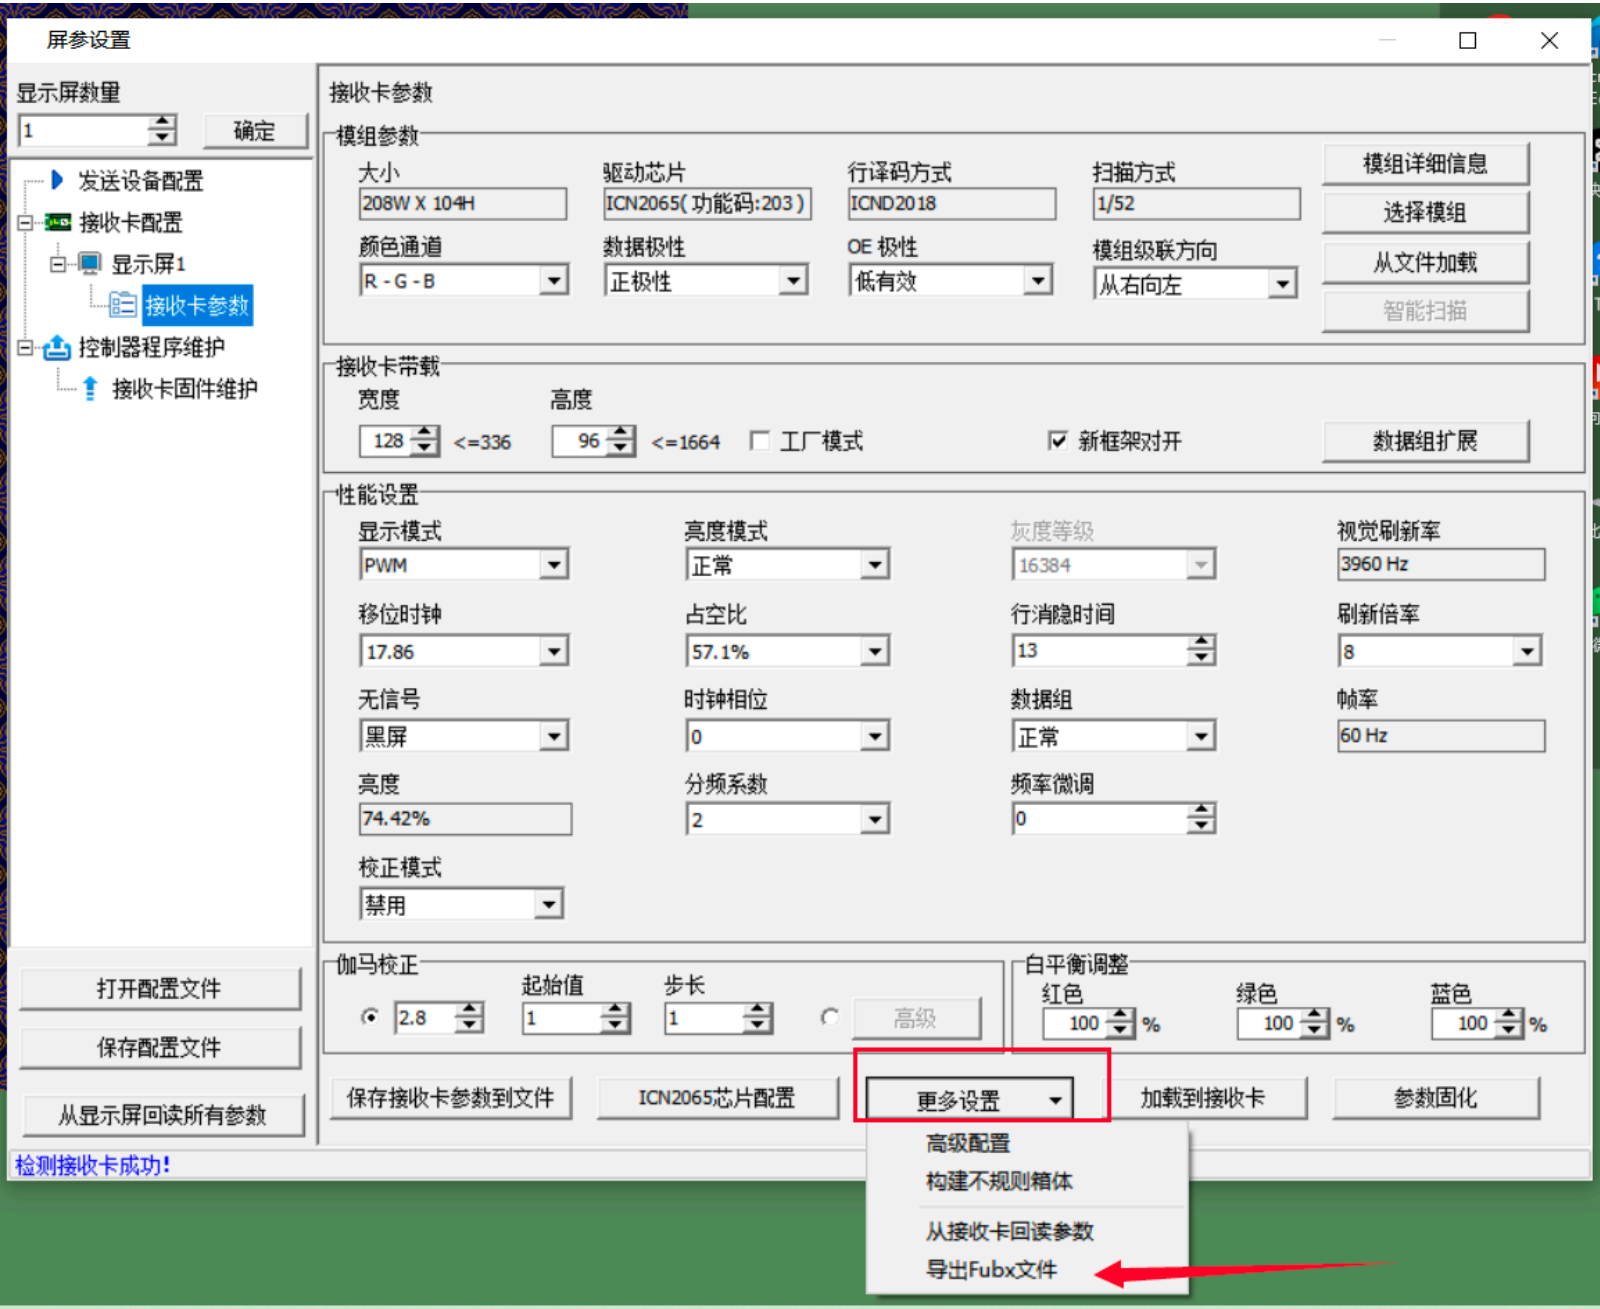 屏参设置
显示屏数量
1
确定
发送设备配置
接收卡配置
显示屏1
接收卡参数
控制器程序维护
接收卡固件维护
打开配置文件
保存配置文件
从显示屏回读所有参数
接收卡参数
模组参数
大小 驱动芯片 行译码方式 扫描方式
208W X 104H ICN2065(功能码:203) ICND2018 1/52
颜色通道 数据极性 OE 极性 模组级联方向
R - G - B 正极性 低有效 从右向左
模组详细信息
选择模组
从文件加载
智能扫描
接收卡带载
宽度 高度
128 <=336 96 <=1664 工厂模式 新框架对开 数据组扩展
性能设置
显示模式 亮度模式 灰度等级 视觉刷新率
PWM 正常 16384 3960 Hz
移位时钟 占空比 行消隐时间 刷新倍率
17.86 57.1% 13 8
无信号 时钟相位 数据组 帧率
黑屏 0 正常 60 Hz
亮度 分频系数 频率微调
74.42% 2 0
校正模式
禁用
伽马校正
起始值 步长
2.8 1 1 高级
白平衡调整
红色 绿色 蓝色
100 % 100 % 100 %
保存接收卡参数到文件 ICN2065芯片配置 更多设置 加载到接收卡 参数固化
检测接收卡成功!
高级配置
构建不规则箱体
从接收卡回读参数
导出Fubx文件